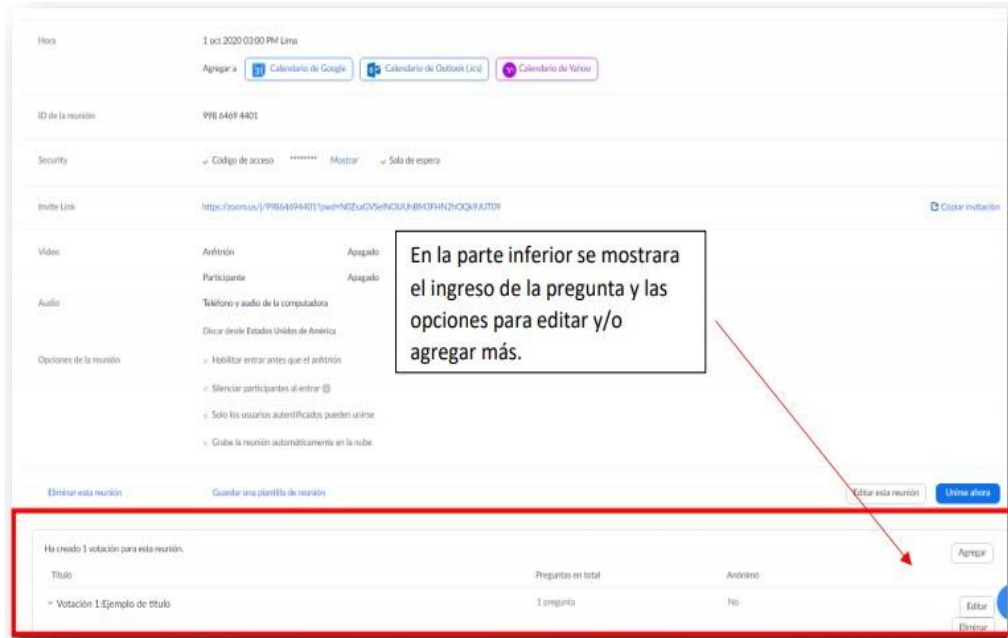 Hora 1 oct 2020 03:00 PM Lima
Agregar a Calendario de Google Calendario de Outlook (.ics) Calendario de Yahoo
ID de la reunión 998 6469 4401
Security Código de acceso ******** Mostrar Sala de espera
Invite Link Copiar invitación
Video Anfitrión Apagado
Participante Apagado
Audio Teléfono y audio de la computadora
Discar desde Estados Unidos de América
Opciones de la reunión Habilitar entrar antes que el anfitrión
Silenciar participantes al entrar
Solo los usuarios autentificados pueden unirse
Grabe la reunión automáticamente en la nube
En la parte inferior se mostrara
el ingreso de la pregunta y las
opciones para editar y/o
agregar más.
Eliminar esta reunión Guardar una plantilla de reunión Editar esta reunión Unirse ahora
Ha creado 1 votación para esta reunión. Agregar
Título Preguntas en total Anónimo
Votación 1:Ejemplo de título 1 pregunta No Editar
Eliminar